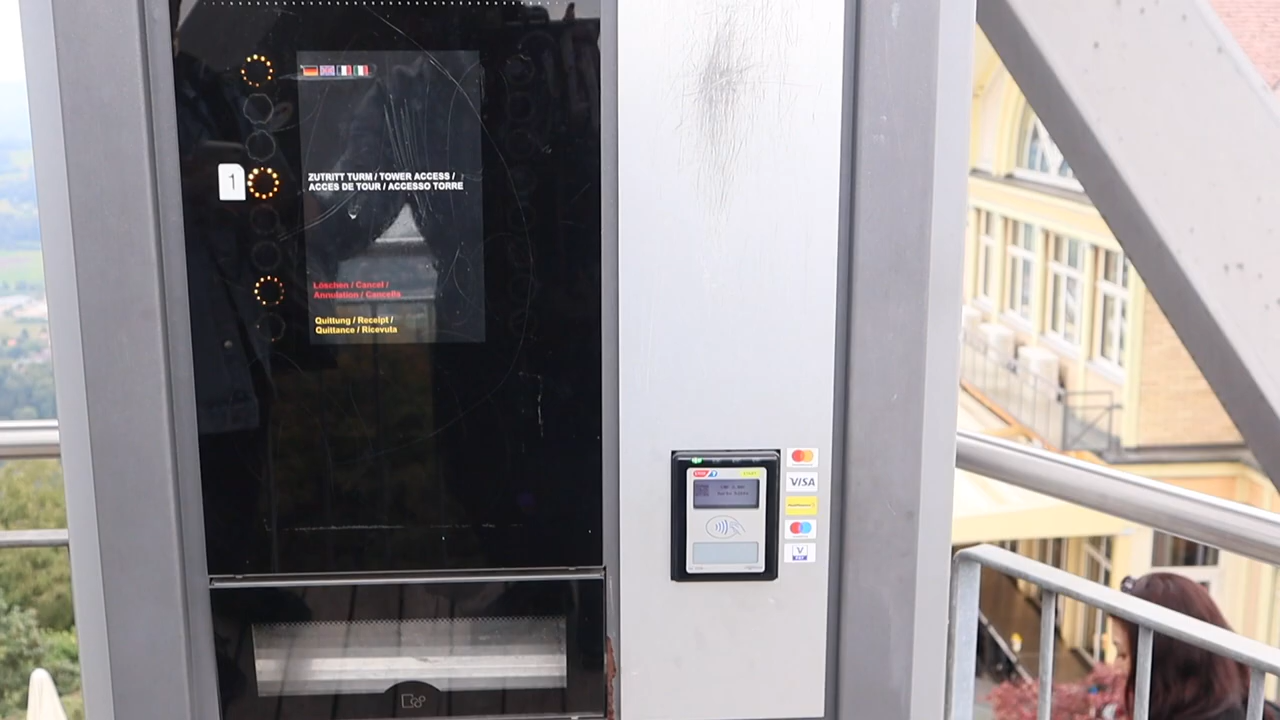 1
ZUTRITT TURM / TOWER ACCESS /
ACCES DE TOUR / ACCESSO TORRE
Löschen / Cancel /
Annulation / Cancella
Quittung / Receipt /
Quittance / Ricevuta
VISA
V
PAY